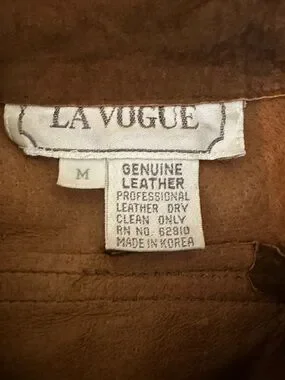 LA VOGUE
M
GENUINE
LEATHER
PROFESSIONAL
LEATHER DRY
CLEAN ONLY
RN NO. 62810
MADE IN KOREA